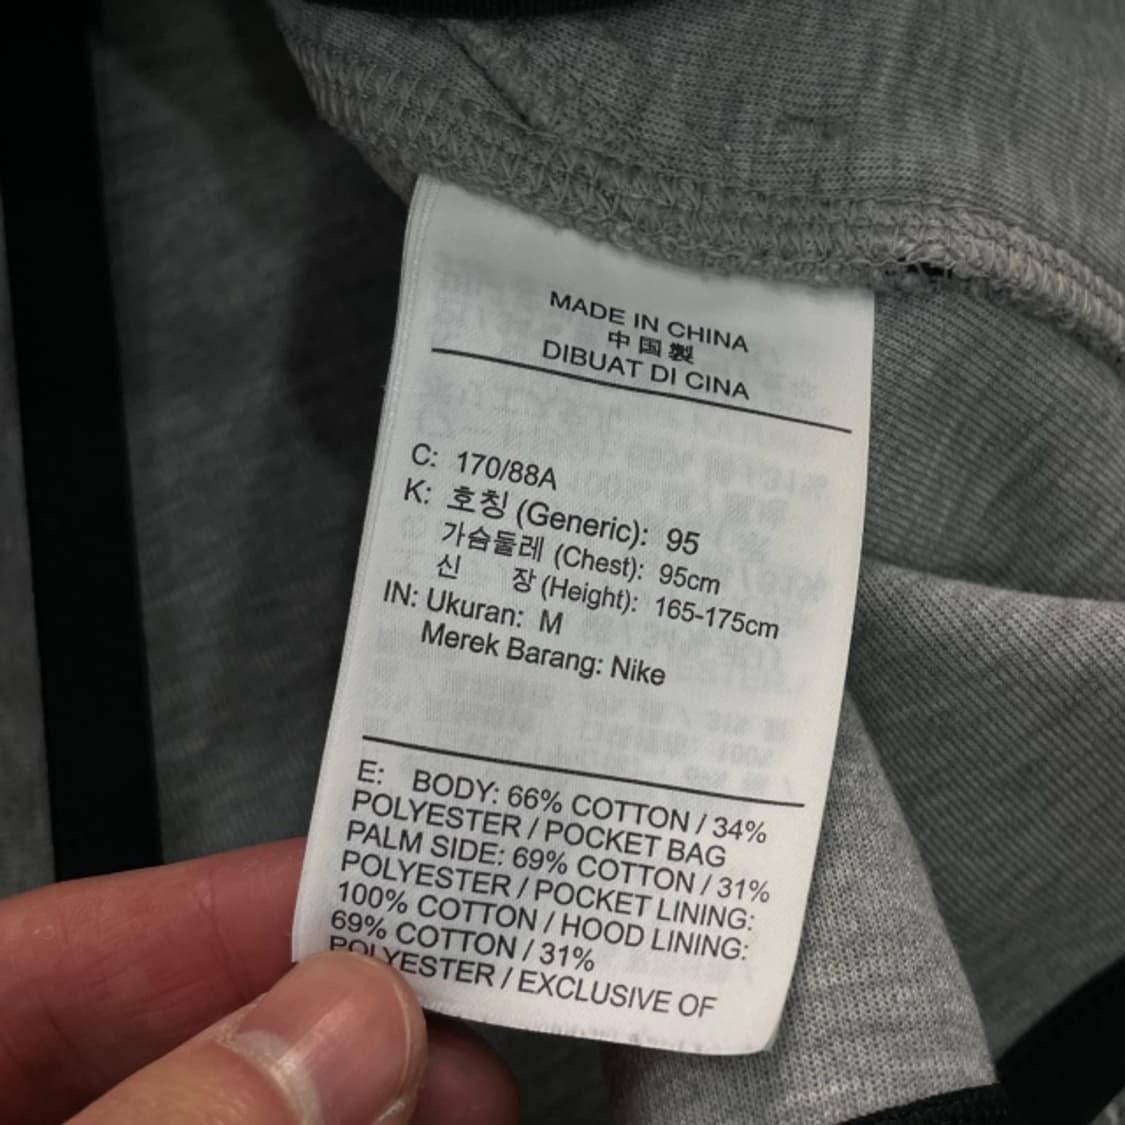 MADE IN CHINA
中国製
DIBUAT DI CINA
C: 170/88A
K: 호칭 (Generic): 95
가슴둘레 (Chest): 95cm
신 장 (Height): 165-175cm
IN: Ukuran: M
Merek Barang: Nike
E: BODY: 66% COTTON / 34%
POLYESTER / POCKET BAG
PALM SIDE: 69% COTTON / 31%
POLYESTER / POCKET LINING:
100% COTTON / HOOD LINING:
69% COTTON / 31%
POLYESTER / EXCLUSIVE OF